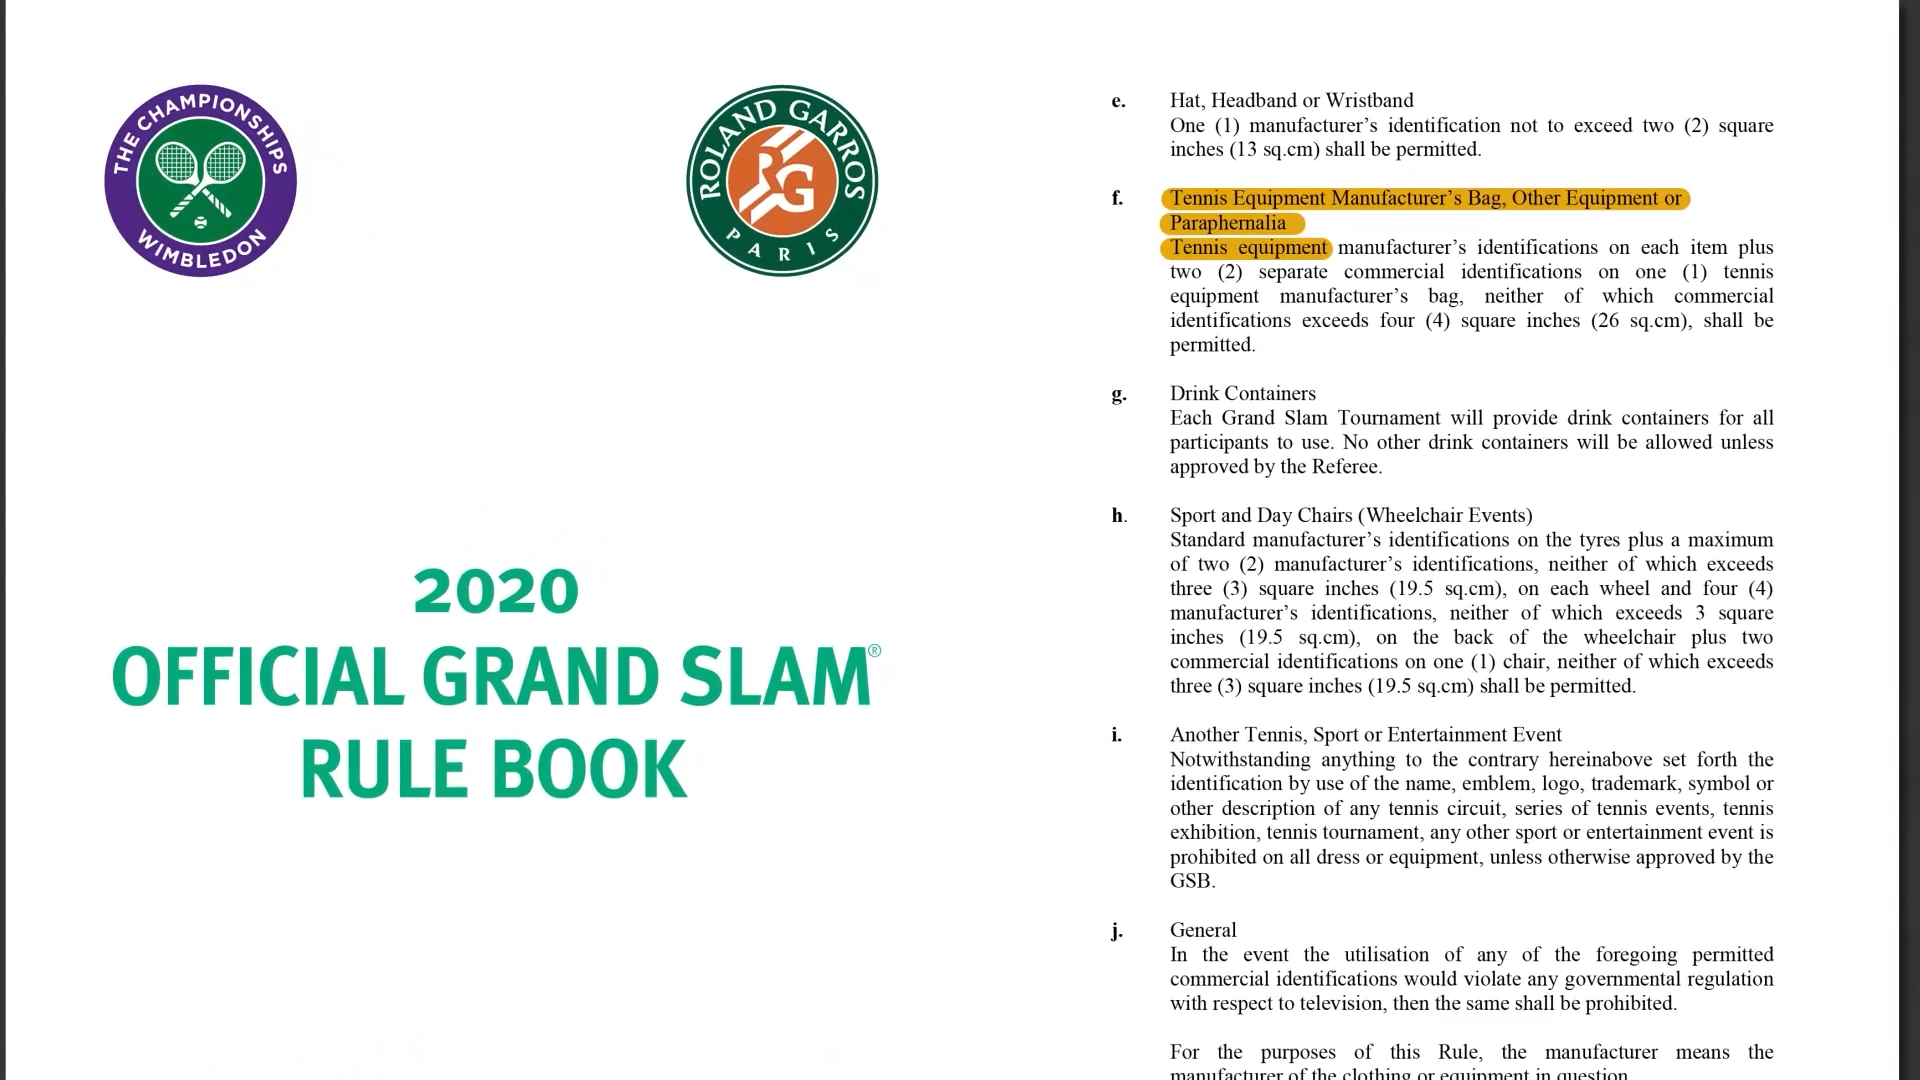 THE CHAMPIONSHIPS
WIMBLEDON
ROLAND GARROS
RG
PARIS
2020
OFFICIAL GRAND SLAM®
RULE BOOK
e. Hat, Headband or Wristband
One (1) manufacturer's identification not to exceed two (2) square
inches (13 sq.cm) shall be permitted.
f. Tennis Equipment Manufacturer's Bag, Other Equipment or
Paraphernalia
Tennis equipment manufacturer's identifications on each item plus
two (2) separate commercial identifications on one (1) tennis
equipment manufacturer's bag, neither of which commercial
identifications exceeds four (4) square inches (26 sq.cm), shall be
permitted.
g. Drink Containers
Each Grand Slam Tournament will provide drink containers for all
participants to use. No other drink containers will be allowed unless
approved by the Referee.
h. Sport and Day Chairs (Wheelchair Events)
Standard manufacturer's identifications on the tyres plus a maximum
of two (2) manufacturer's identifications, neither of which exceeds
three (3) square inches (19.5 sq.cm), on each wheel and four (4)
manufacturer's identifications, neither of which exceeds 3 square
inches (19.5 sq.cm), on the back of the wheelchair plus two
commercial identifications on one (1) chair, neither of which exceeds
three (3) square inches (19.5 sq.cm) shall be permitted.
i. Another Tennis, Sport or Entertainment Event
Notwithstanding anything to the contrary hereinabove set forth the
identification by use of the name, emblem, logo, trademark, symbol or
other description of any tennis circuit, series of tennis events, tennis
exhibition, tennis tournament, any other sport or entertainment event is
prohibited on all dress or equipment, unless otherwise approved by the
GSB.
j. General
In the event the utilisation of any of the foregoing permitted
commercial identifications would violate any governmental regulation
with respect to television, then the same shall be prohibited.
For the purposes of this Rule, the manufacturer means the
manufacturer of the clothing or equipment in question.